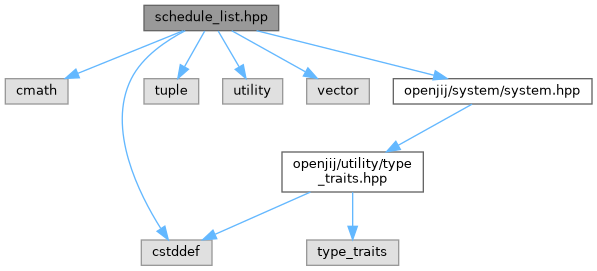 schedule_list.hpp
cmath
tuple
utility
vector
openjij/system/system.hpp
openjij/utility/type
_traits.hpp
cstddef
type_traits